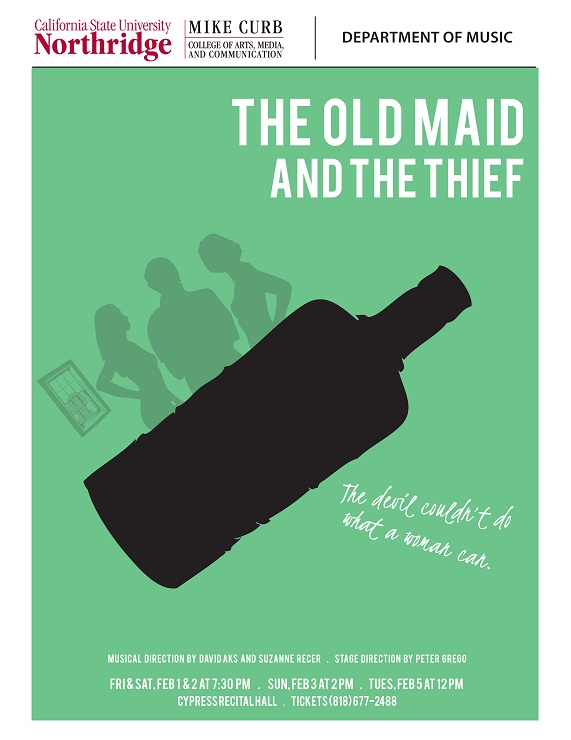 California State University
Northridge
MIKE CURB
COLLEGE OF ARTS, MEDIA,
AND COMMUNICATION
DEPARTMENT OF MUSIC
THE OLD MAID
AND THE THIEF
The devil couldn't do
what a woman can.
MUSICAL DIRECTION BY DAVID AKS AND SUZANNE RECER . STAGE DIRECTION BY PETER GREGO
FRI & SAT, FEB 1 & 2 AT 7:30 PM . SUN, FEB 3 AT 2 PM . TUES, FEB 5 AT 12 PM
CYPRESS RECITAL HALL . TICKETS (818) 677-2488